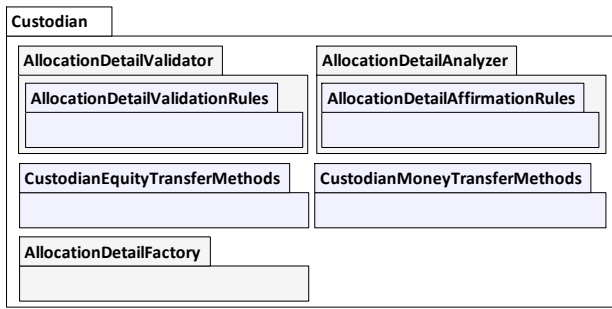 Custodian
AllocationDetailValidator
AllocationDetailAnalyzer
AllocationDetailValidationRules
AllocationDetailAffirmationRules
CustodianEquityTransferMethods
CustodianMoneyTransferMethods
AllocationDetailFactory